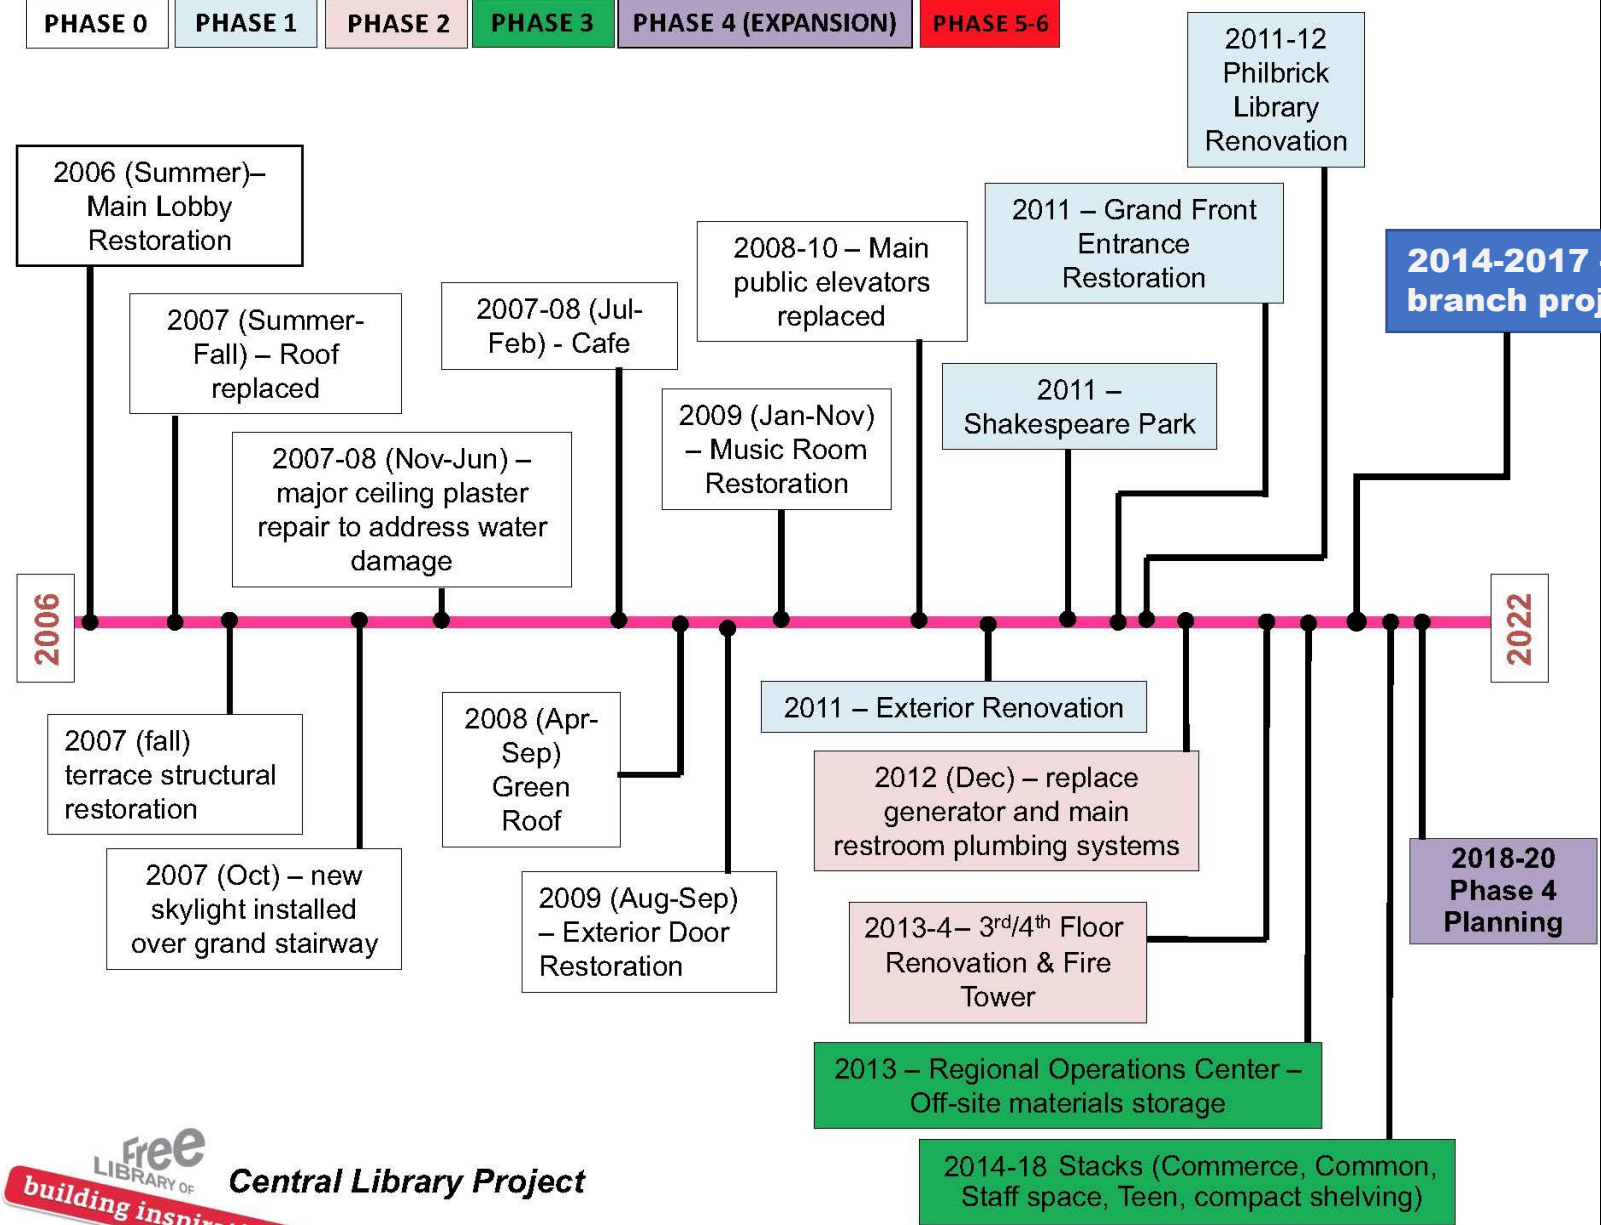 PHASE 0
PHASE 1
PHASE 2
PHASE 3
PHASE 4 (EXPANSION)
PHASE 5-6
2011-12
Philbrick
Library
Renovation
2006 (Summer)–
Main Lobby
Restoration
2011 – Grand Front
Entrance
Restoration
2008-10 – Main
public elevators
replaced
2014-2017
branch
2007 (Summer-
Fall) – Roof
replaced
2007-08 (Jul-
Feb) - Cafe
2011 –
Shakespeare Park
2009 (Jan-Nov)
– Music Room
Restoration
2007-08 (Nov-Jun) –
major ceiling plaster
repair to address water
damage
2006
2022
2011 – Exterior Renovation
2008 (Apr-
Sep)
Green
Roof
2007 (fall)
terrace structural
restoration
2012 (Dec) – replace
generator and main
restroom plumbing systems
2018-20
Phase 4
Planning
2007 (Oct) – new
skylight installed
over grand stairway
2009 (Aug-Sep)
– Exterior Door
Restoration
2013-4– 3rd/4th Floor
Renovation & Fire
Tower
2013 – Regional Operations Center –
Off-site materials storage
2014-18 Stacks (Commerce, Common,
Staff space, Teen, compact shelving)
Free
LIBRARY OF
building
Central Library Project